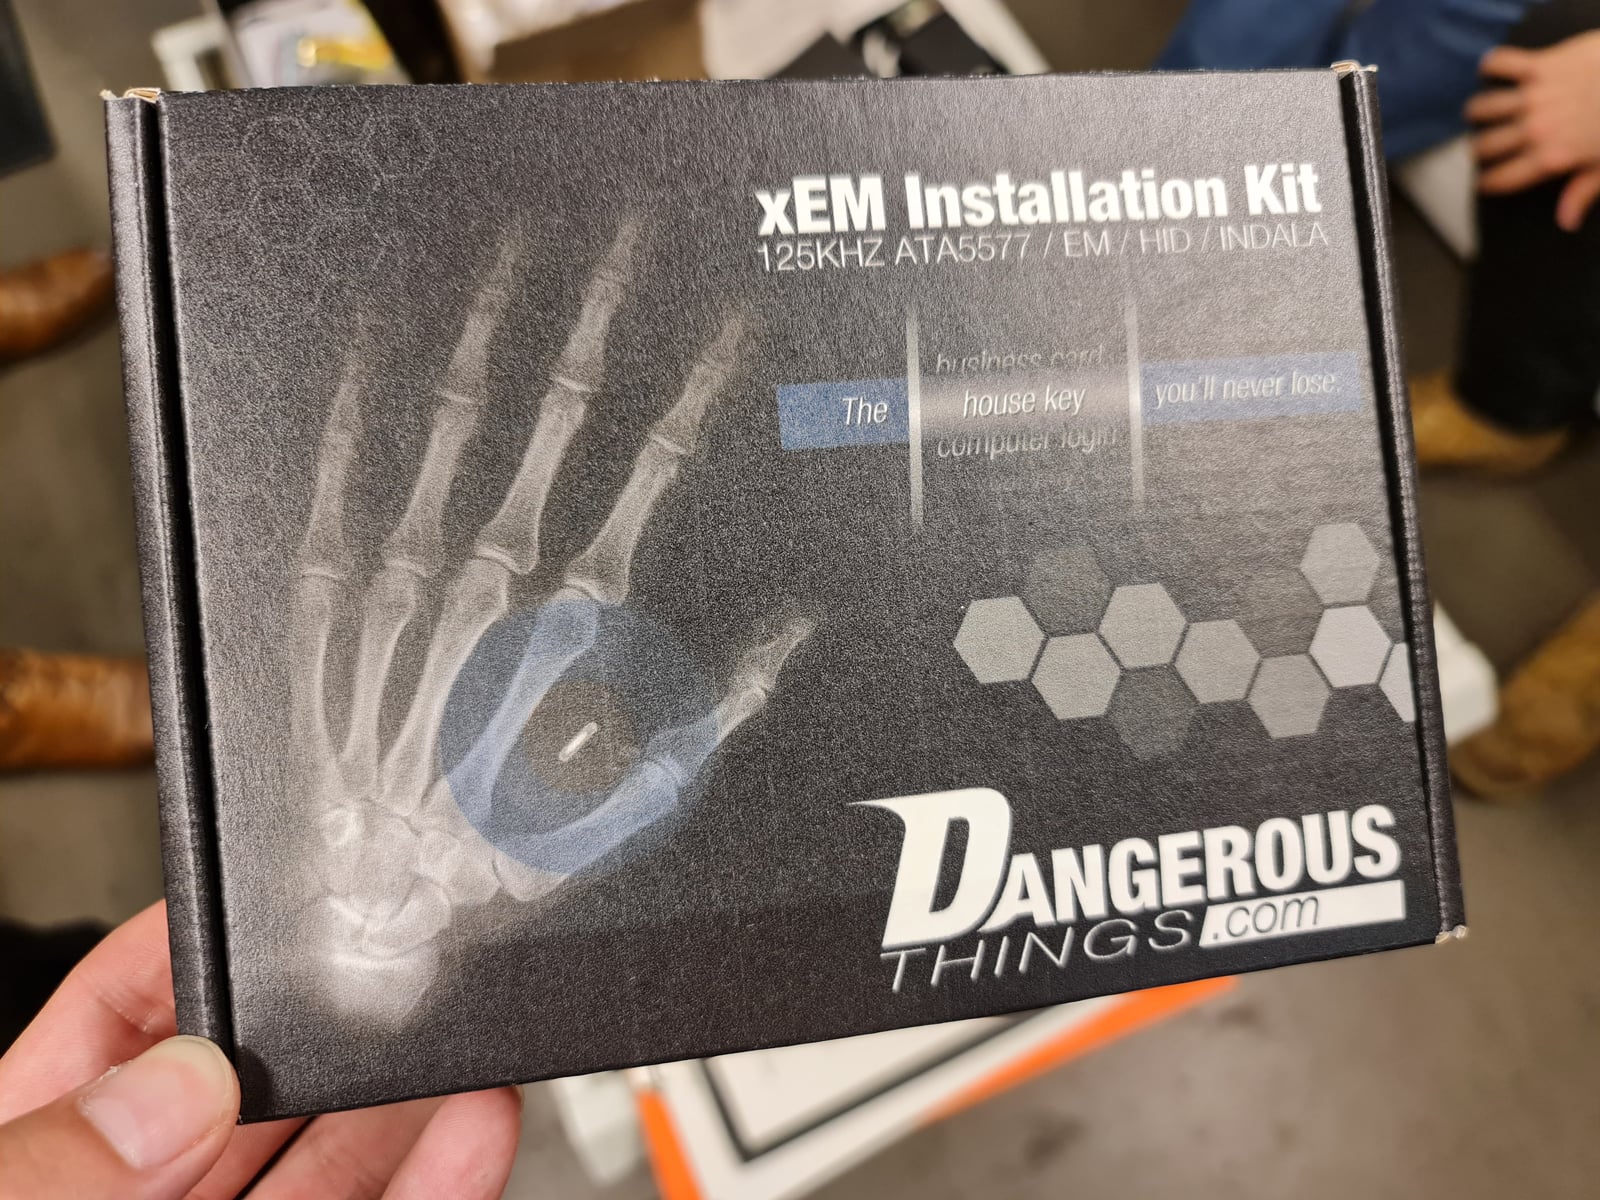 xEM Installation Kit
125KHZ ATA5577 / EM / HID / INDALA
business card
The house key you'll never lose.
computer login
DANGEROUS
THINGS.com